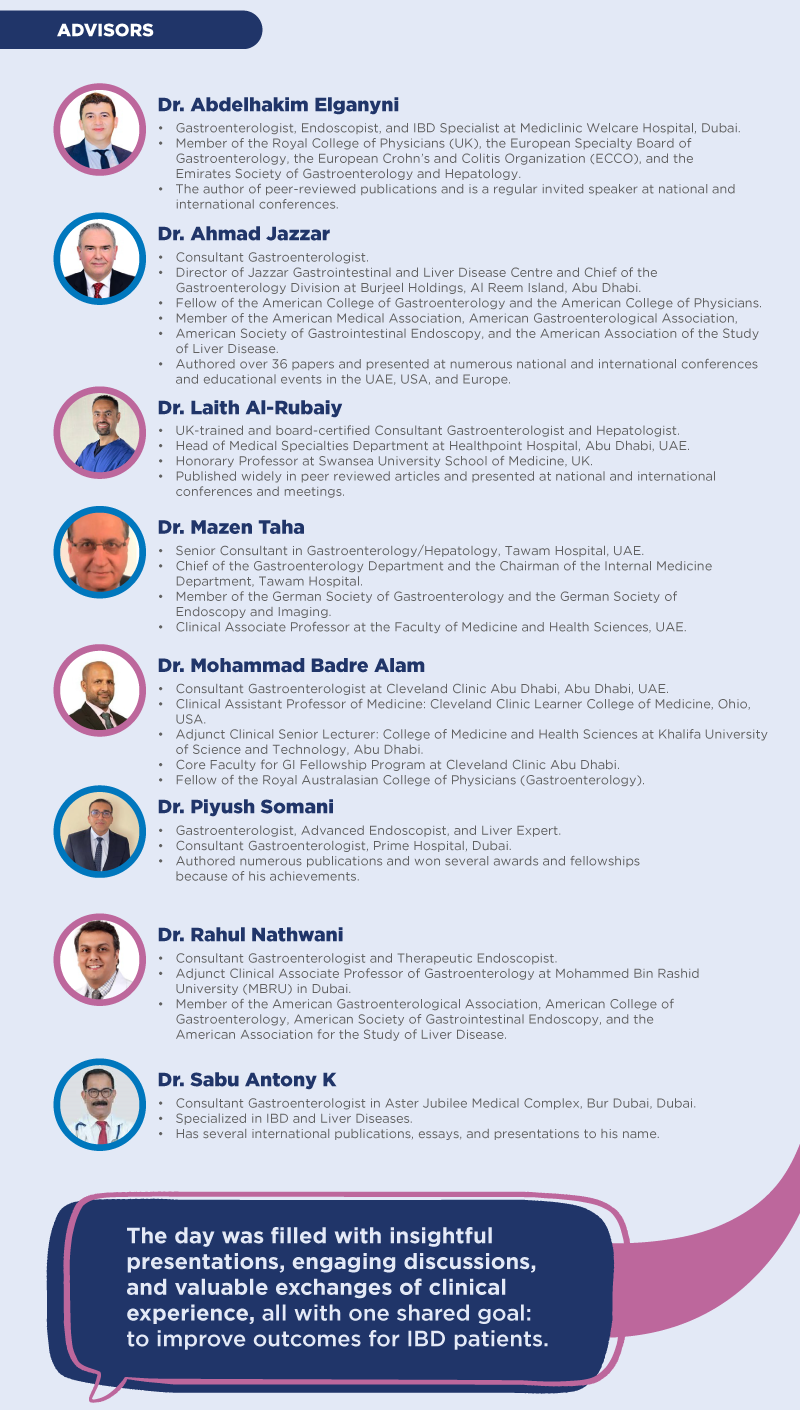 ADVISORS
Dr. Abdelhakim Elganyni
• Gastroenterologist, Endoscopist, and IBD Specialist at Mediclinic Welcare Hospital, Dubai.
• Member of the Royal College of Physicians (UK), the European Specialty Board of
Gastroenterology, the European Crohn's and Colitis Organization (ECCO), and the
Emirates Society of Gastroenterology and Hepatology.
• The author of peer-reviewed publications and is a regular invited speaker at national and
international conferences.
Dr. Ahmad Jazzar
• Consultant Gastroenterologist.
• Director of Jazzar Gastrointestinal and Liver Disease Centre and Chief of the
Gastroenterology Division at Burjeel Holdings, Al Reem Island, Abu Dhabi.
• Fellow of the American College of Gastroenterology and the American College of Physicians.
• Member of the American Medical Association, American Gastroenterological Association,
• American Society of Gastrointestinal Endoscopy, and the American Association of the Study
of Liver Disease.
• Authored over 36 papers and presented at numerous national and international conferences
and educational events in the UAE, USA, and Europe.
Dr. Laith Al-Rubaiy
• UK-trained and board-certified Consultant Gastroenterologist and Hepatologist.
• Head of Medical Specialties Department at Healthpoint Hospital, Abu Dhabi, UAE.
• Honorary Professor at Swansea University School of Medicine, UK.
• Published widely in peer reviewed articles and presented at national and international
conferences and meetings.
Dr. Mazen Taha
• Senior Consultant in Gastroenterology/Hepatology, Tawam Hospital, UAE.
• Chief of the Gastroenterology Department and the Chairman of the Internal Medicine
Department, Tawam Hospital.
• Member of the German Society of Gastroenterology and the German Society of
Endoscopy and Imaging.
• Clinical Associate Professor at the Faculty of Medicine and Health Sciences, UAE.
Dr. Mohammad Badre Alam
• Consultant Gastroenterologist at Cleveland Clinic Abu Dhabi, Abu Dhabi, UAE.
• Clinical Assistant Professor of Medicine: Cleveland Clinic Learner College of Medicine, Ohio,
USA.
• Adjunct Clinical Senior Lecturer: College of Medicine and Health Sciences at Khalifa University
of Science and Technology, Abu Dhabi.
• Core Faculty for GI Fellowship Program at Cleveland Clinic Abu Dhabi.
• Fellow of the Royal Australasian College of Physicians (Gastroenterology).
Dr. Piyush Somani
• Gastroenterologist, Advanced Endoscopist, and Liver Expert.
• Consultant Gastroenterologist, Prime Hospital, Dubai.
• Authored numerous publications and won several awards and fellowships
because of his achievements.
Dr. Rahul Nathwani
• Consultant Gastroenterologist and Therapeutic Endoscopist.
• Adjunct Clinical Associate Professor of Gastroenterology at Mohammed Bin Rashid
University (MBRU) in Dubai.
• Member of the American Gastroenterological Association, American College of
Gastroenterology, American Society of Gastrointestinal Endoscopy, and the
American Association for the Study of Liver Disease.
Dr. Sabu Antony K
• Consultant Gastroenterologist in Aster Jubilee Medical Complex, Bur Dubai, Dubai.
• Specialized in IBD and Liver Diseases.
• Has several international publications, essays, and presentations to his name.
The day was filled with insightful
presentations, engaging discussions,
and valuable exchanges of clinical
experience, all with one shared goal:
to improve outcomes for IBD patients.